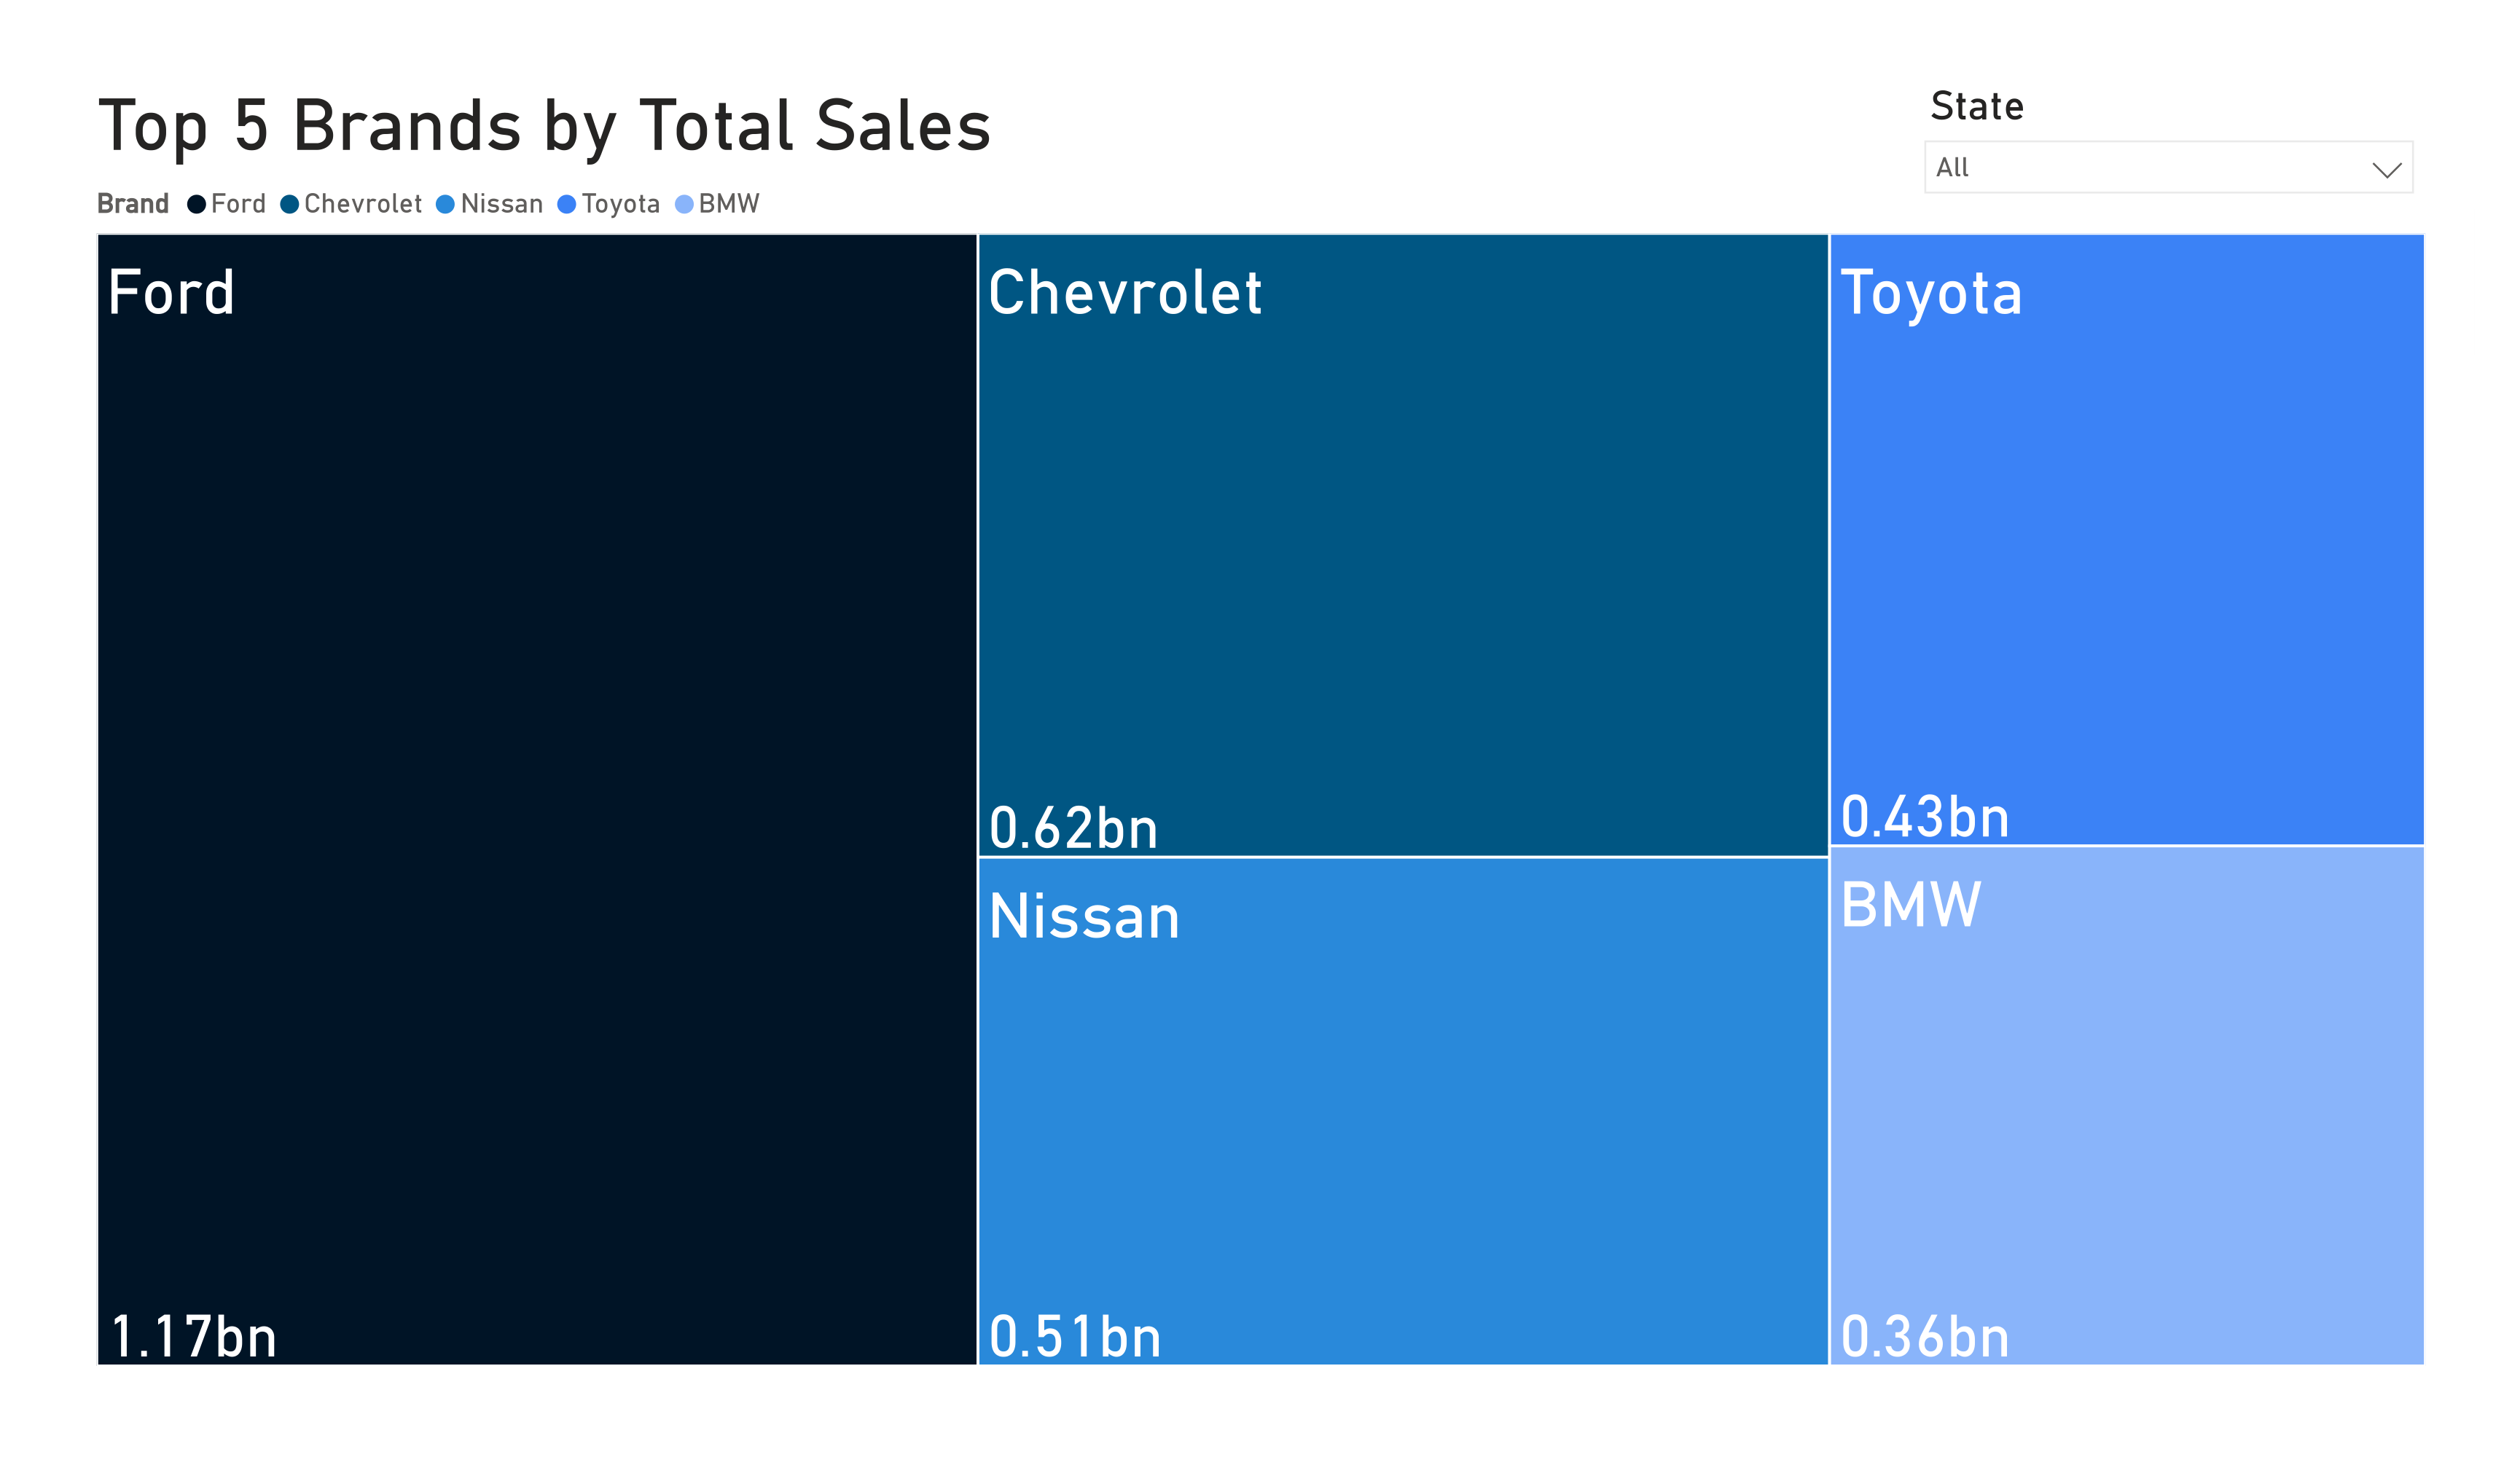 Top 5 Brands by Total Sales
State
All
Brand Ford Chevrolet Nissan Toyota BMW
Ford
1.17bn
Chevrolet
0.62bn
Nissan
0.51bn
Toyota
0.43bn
BMW
0.36bn